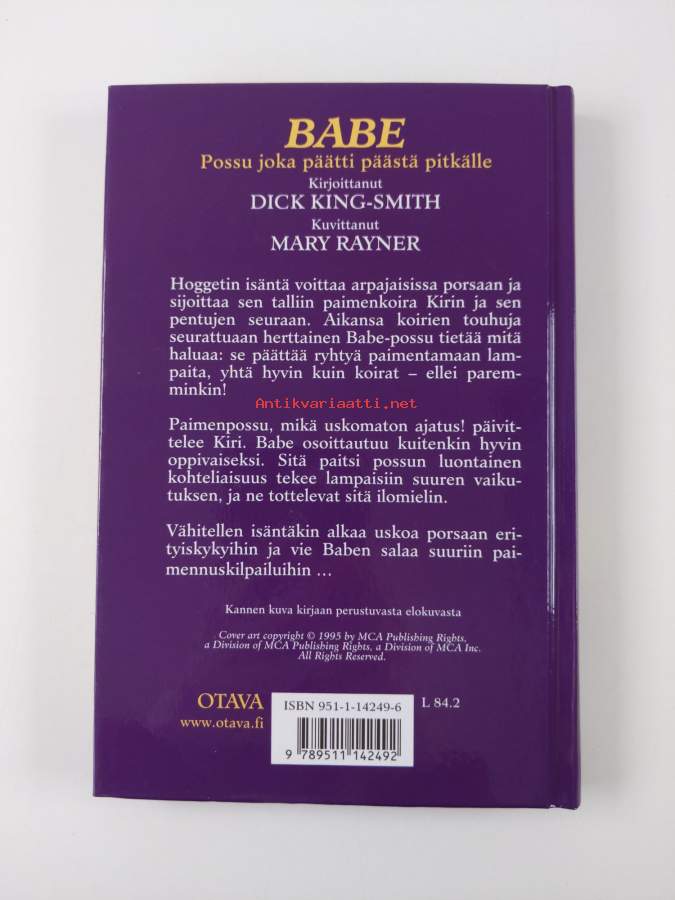 BABE
Possu joka päätti päästä pitkälle
Kirjoittanut
DICK KING-SMITH
Kuvittanut
MARY RAYNER
Hoggetin isäntä voittaa arpajaisissa porsaan ja
sijoittaa sen talliin paimenkoira Kirin ja sen
pentujen seuraan. Aikansa koirien touhuja
seurattuaan herttainen Babe-possu tietää mitä
haluaa: se päättää ryhtyä paimentamaan lam-
paita, yhtä hyvin kuin koirat – ellei parem-
minkin!
Antikvariaatti.net
Paimenpossu, mikä uskomaton ajatus! päivit-
telee Kiri. Babe osoittautuu kuitenkin hyvin
oppivaiseksi. Sitä paitsi possun luontainen
kohteliaisuus tekee lampaisiin suuren vaiku-
tuksen, ja ne tottelevat sitä ilomielin.
Vähitellen isäntäkin alkaa uskoa porsaan eri-
tyiskykyihin ja vie Baben salaa suuriin pai-
mennuskilpailuihin ...
Kannen kuva kirjaan perustuvasta elokuvasta
Cover art copyright © 1995 by MCA Publishing Rights,
a Division of MCA Publishing Rights, a Division of MCA Inc.
All Rights Reserved.
OTAVA
www.otava.fi
ISBN 951-1-14249-6
9 789511 142492
L 84.2